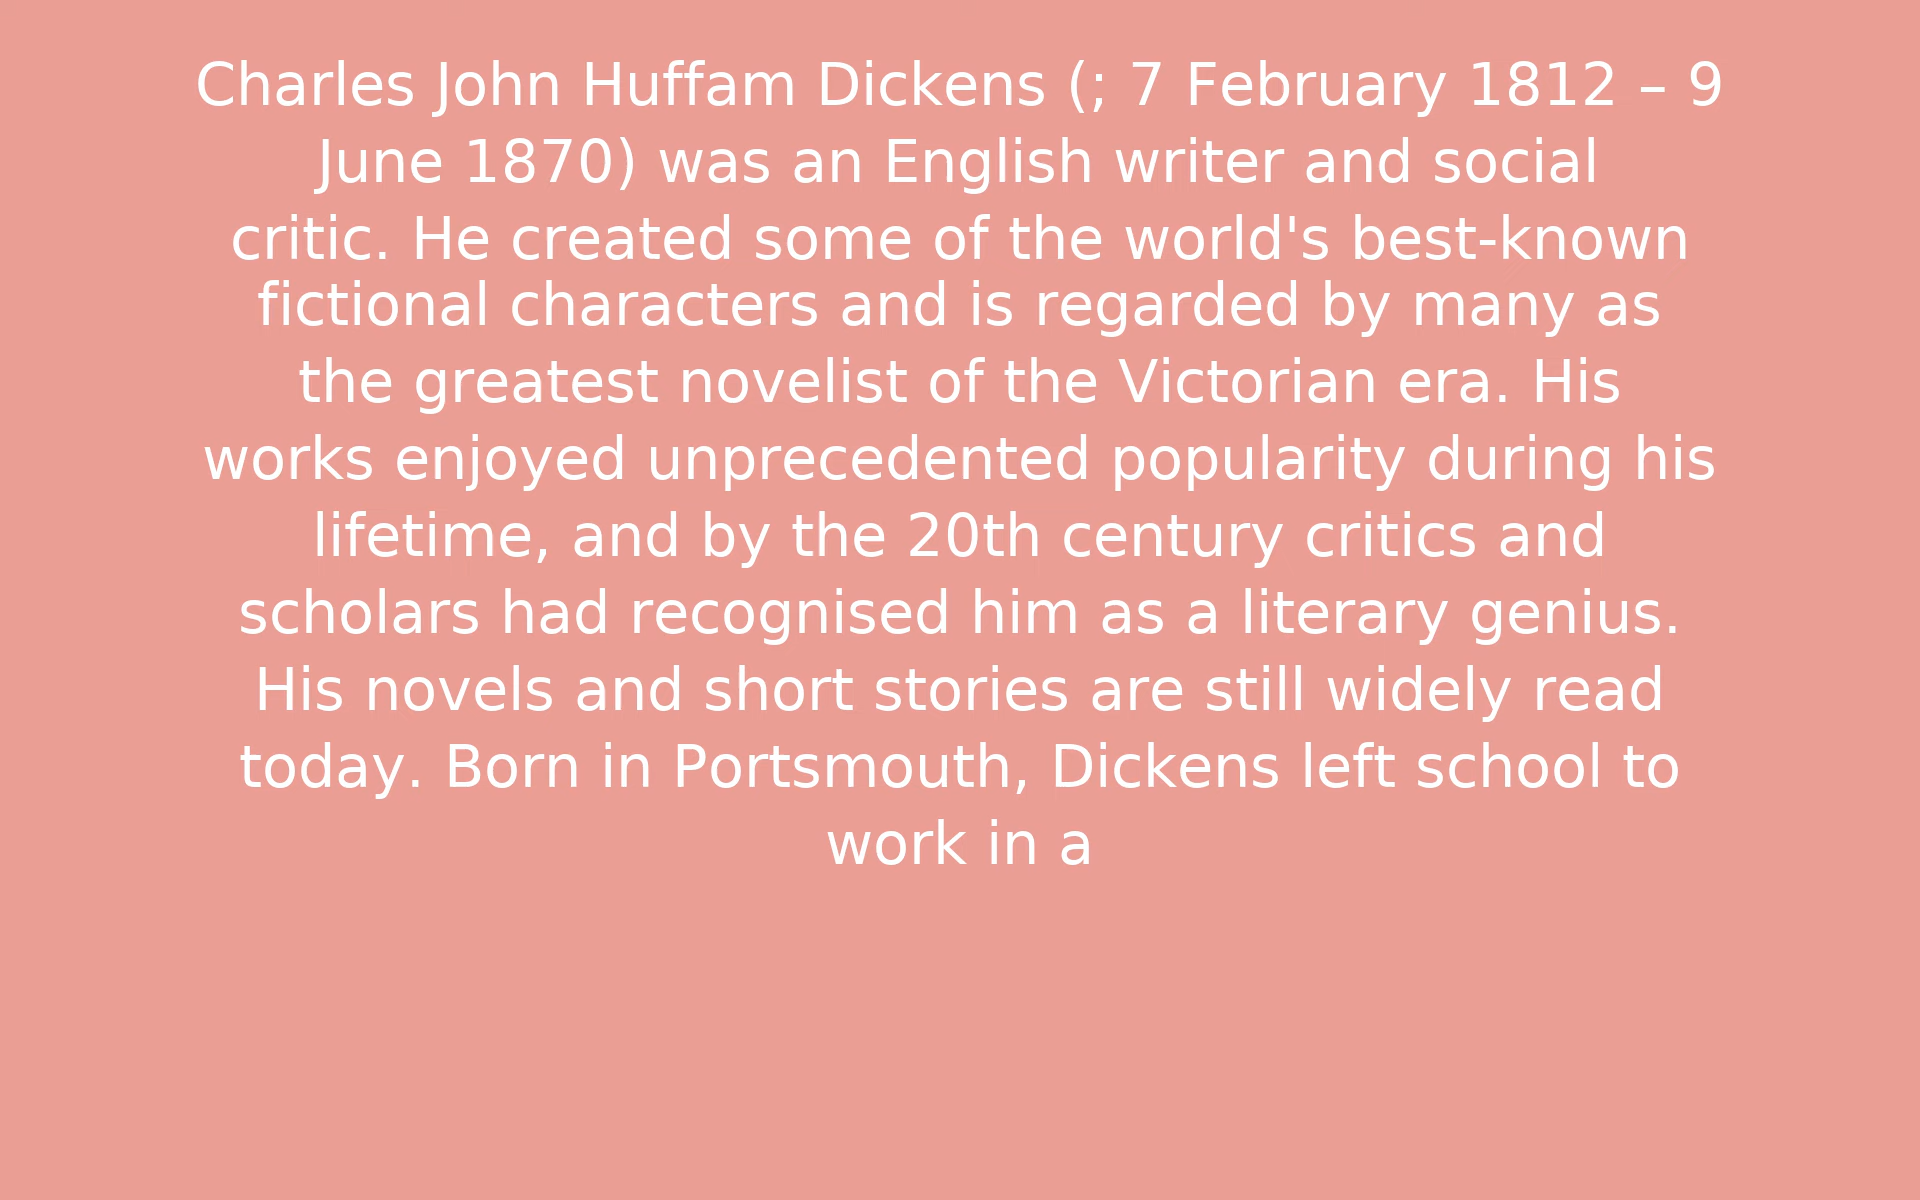 Charles John Huffam Dickens (; 7 February 1812 – 9
June 1870) was an English writer and social
critic. He created some of the world's best-known
fictional characters and is regarded by many as
the greatest novelist of the Victorian era. His
works enjoyed unprecedented popularity during his
lifetime, and by the 20th century critics and
scholars had recognised him as a literary genius.
His novels and short stories are still widely read
today. Born in Portsmouth, Dickens left school to
work in a